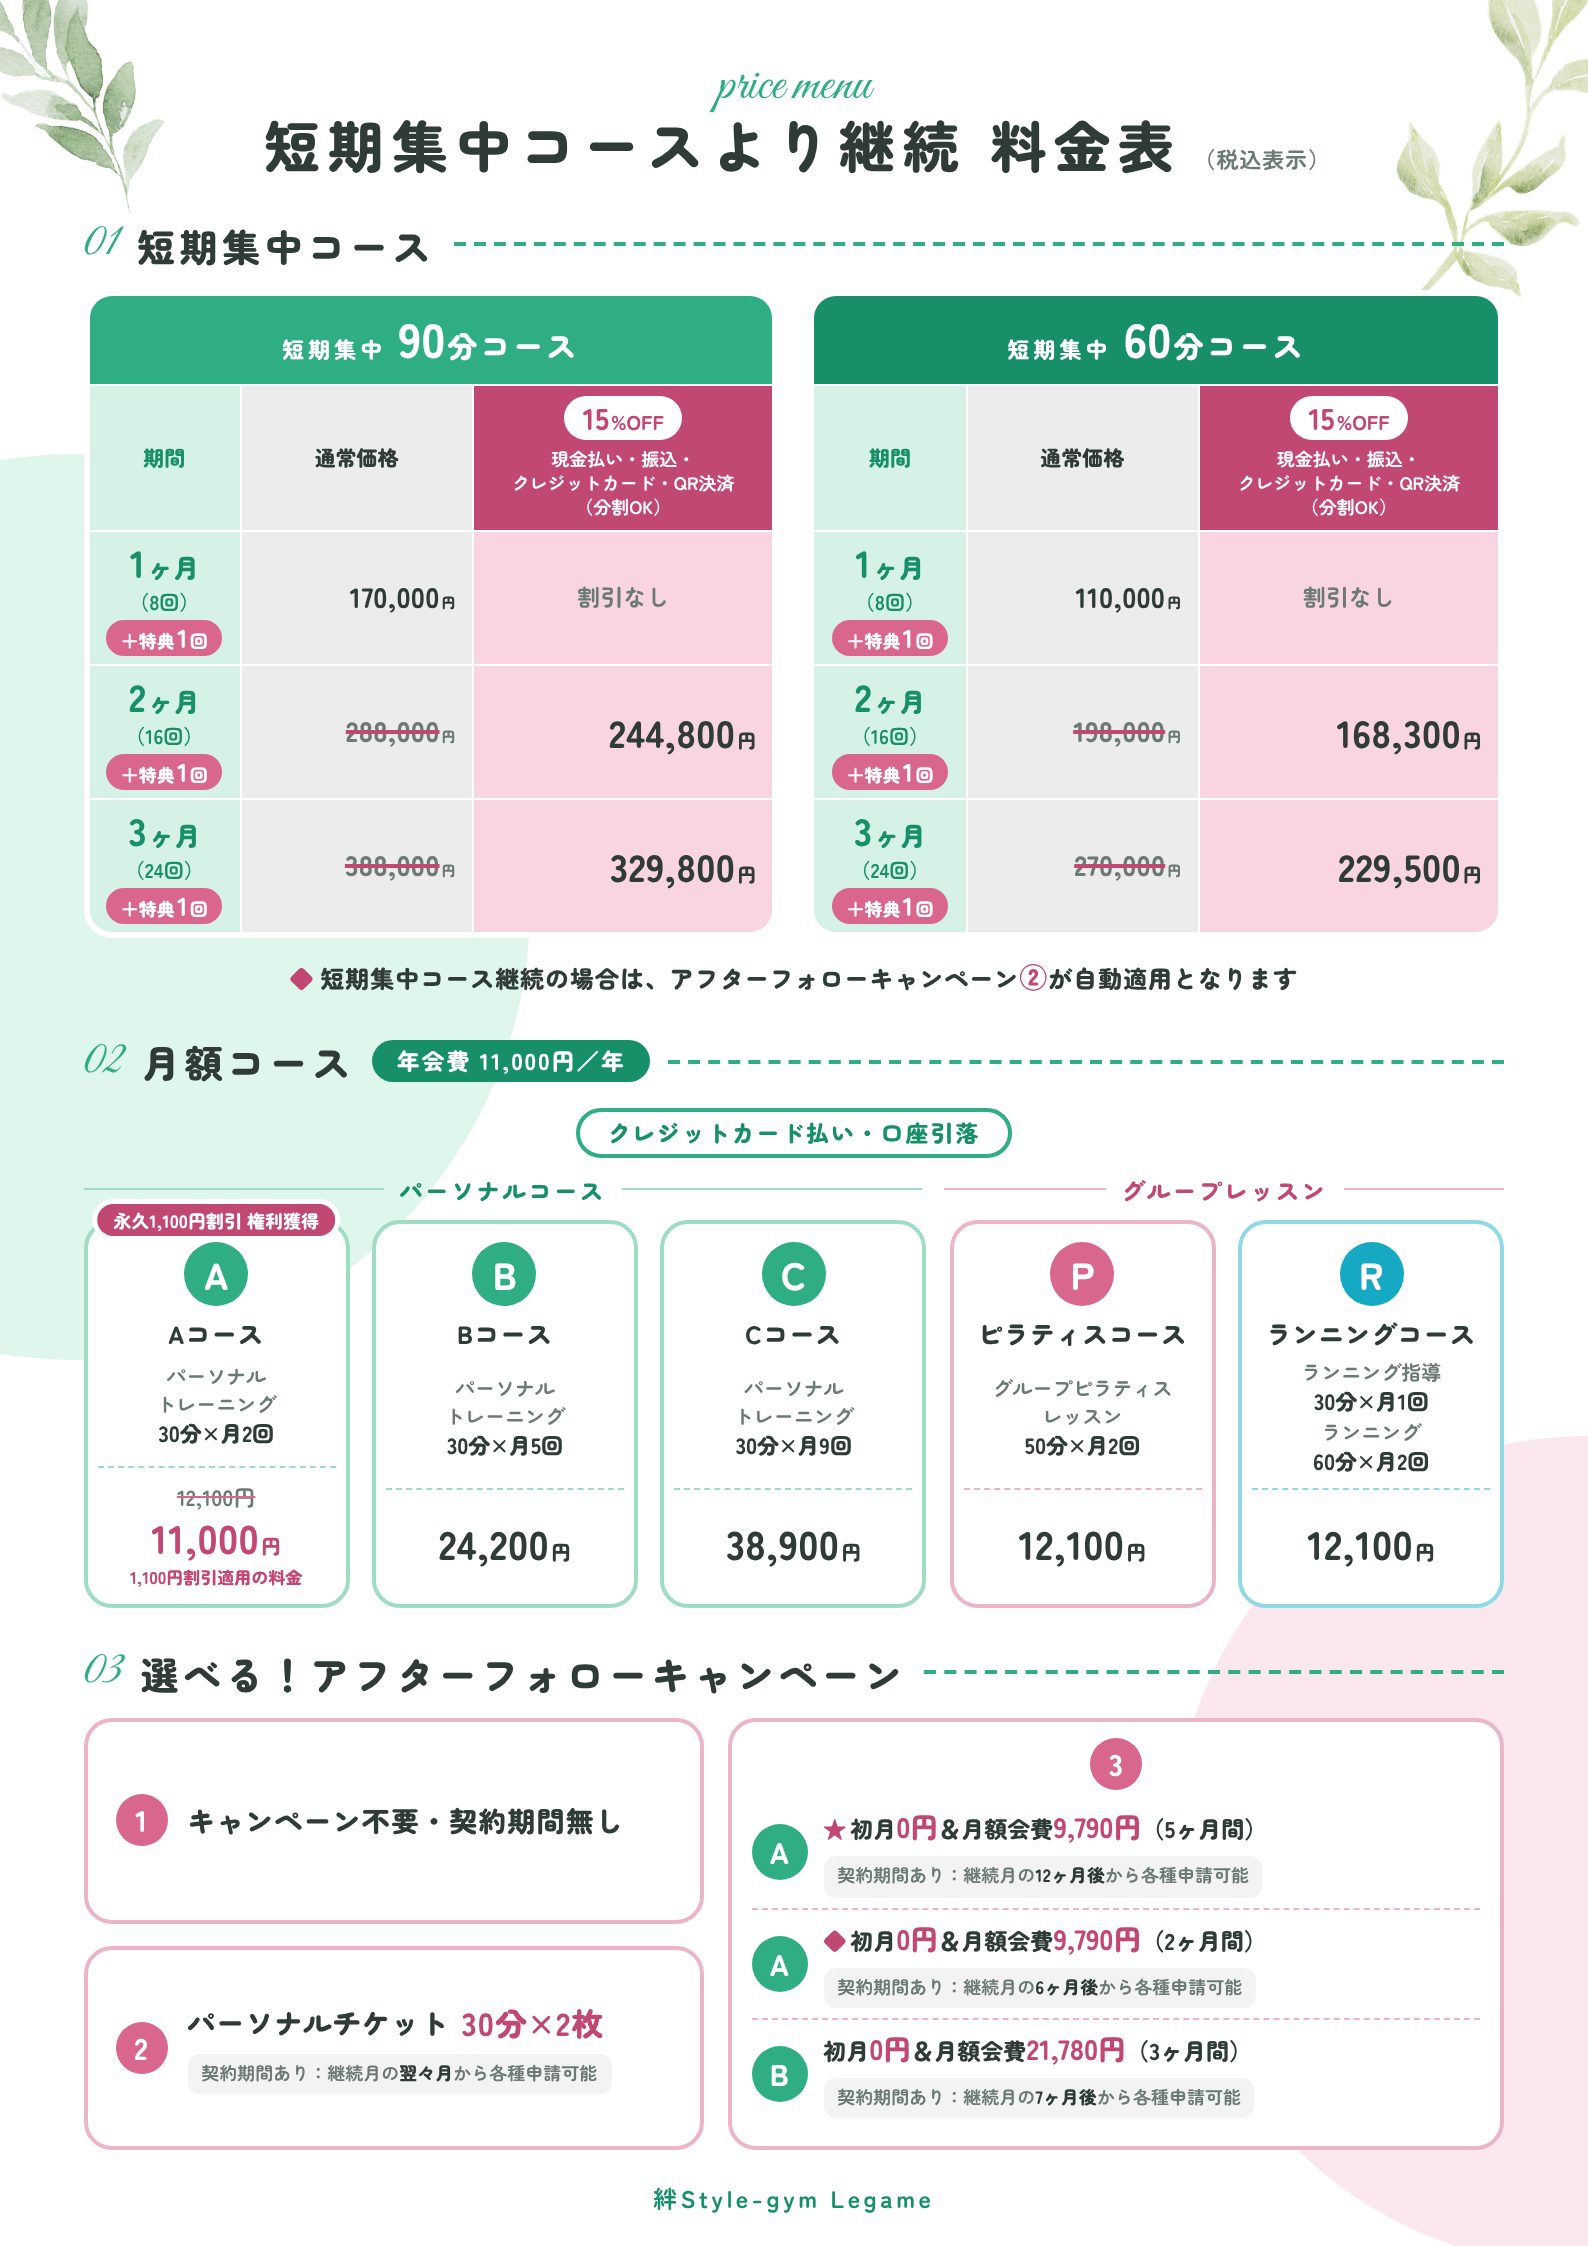 price menu
短期集中コースより継続 料金表 （税込表示）
01 短期集中コース
短期集中 90分コース
期間
通常価格
15%OFF
現金払い・振込・
クレジットカード・QR決済
（分割OK）
1ヶ月
（8回）
＋特典1回
170,000円
割引なし
2ヶ月
（16回）
＋特典1回
288,000円
244,800円
3ヶ月
（24回）
＋特典1回
388,000円
329,800円
短期集中 60分コース
期間
通常価格
15%OFF
現金払い・振込・
クレジットカード・QR決済
（分割OK）
1ヶ月
（8回）
＋特典1回
110,000円
割引なし
2ヶ月
（16回）
＋特典1回
198,000円
168,300円
3ヶ月
（24回）
＋特典1回
270,000円
229,500円
◆ 短期集中コース継続の場合は、アフターフォローキャンペーン②が自動適用となります
02 月額コース 年会費 11,000円／年
クレジットカード払い・口座引落
パーソナルコース
永久1,100円割引 権利獲得
A
Aコース
パーソナル
トレーニング
30分×月2回
12,100円
11,000円
1,100円割引適用の料金
B
Bコース
パーソナル
トレーニング
30分×月5回
24,200円
C
Cコース
パーソナル
トレーニング
30分×月9回
38,900円
グループレッスン
P
ピラティスコース
グループピラティス
レッスン
50分×月2回
12,100円
R
ランニングコース
ランニング指導
30分×月1回
ランニング
60分×月2回
12,100円
03 選べる！アフターフォローキャンペーン
1 キャンペーン不要・契約期間無し
2 パーソナルチケット 30分×2枚
契約期間あり：継続月の翌々月から各種申請可能
3
A ★初月0円＆月額会費9,790円（5ヶ月間）
契約期間あり：継続月の12ヶ月後から各種申請可能
A ◆初月0円＆月額会費9,790円（2ヶ月間）
契約期間あり：継続月の6ヶ月後から各種申請可能
B 初月0円＆月額会費21,780円（3ヶ月間）
契約期間あり：継続月の7ヶ月後から各種申請可能
絆Style-gym Legame